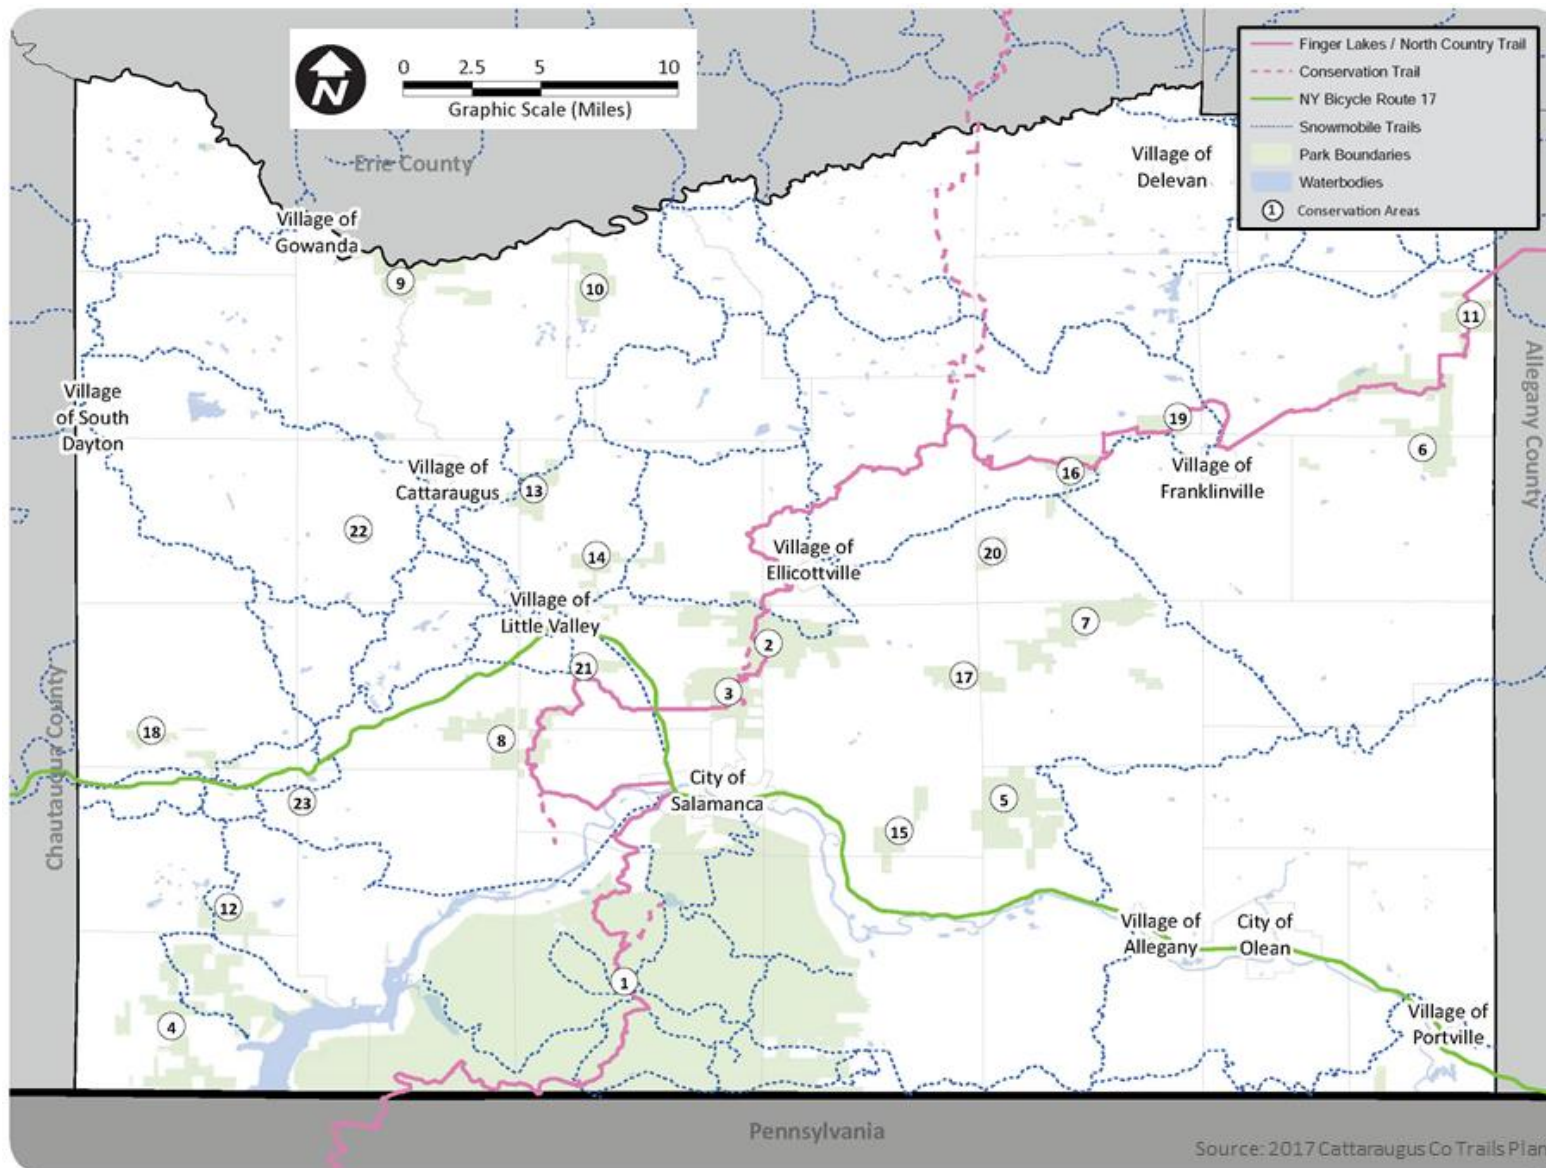 N
0 2.5 5 10
Graphic Scale (Miles)
Finger Lakes / North Country Trail
Conservation Trail
NY Bicycle Route 17
Snowmobile Trails
Park Boundaries
Waterbodies
1 Conservation Areas
Erie County
Village of
Delevan
Village of
Gowanda
9
10
11
Allegany County
Village
of South
Dayton
19
6
Village of
Cattaraugus
13
16
Village of
Franklinville
22
14
Village of
Ellicottville
20
Village of
Little Valley
7
2
21
17
3
Chautauqua County
18
8
23
City of
Salamanca
5
15
12
Village of
Allegany
City of
Olean
1
4
Village of
Portville
Pennsylvania
Source: 2017 Cattaraugus Co Trails Plan